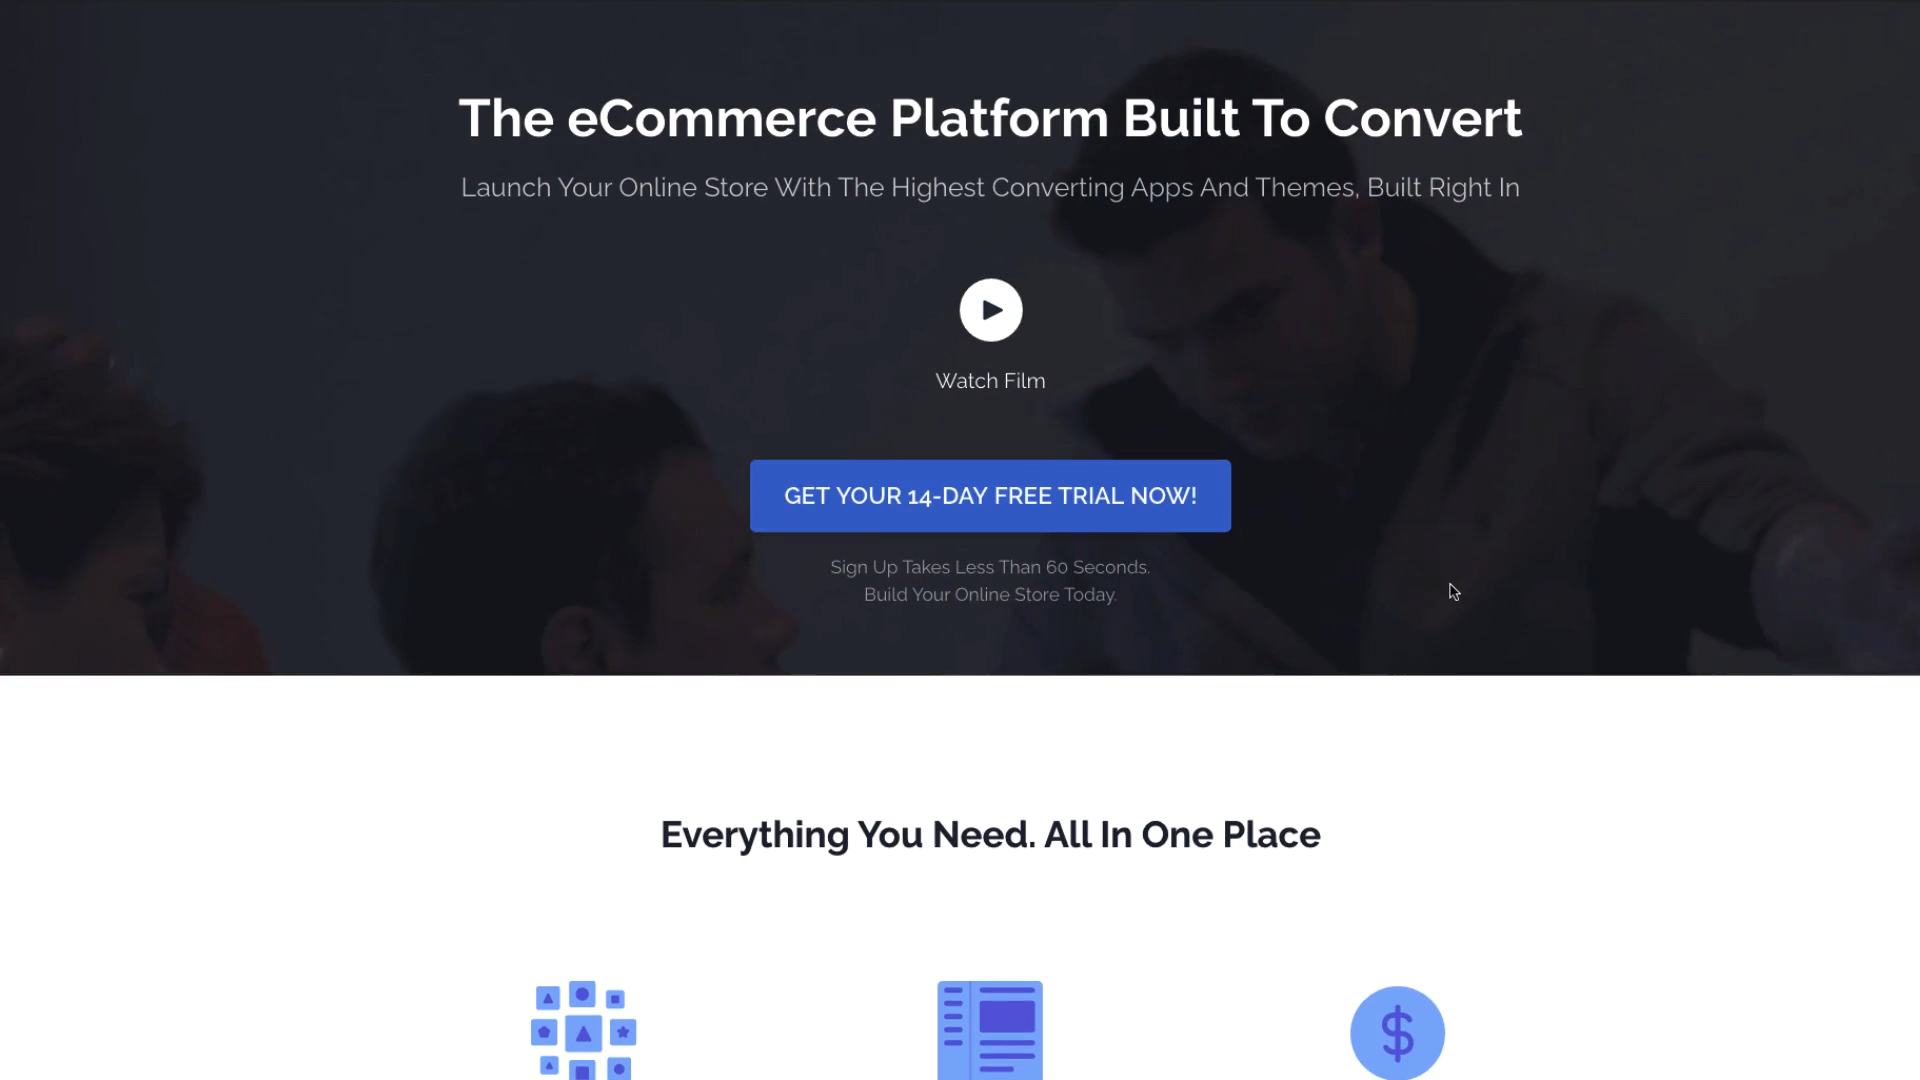 The eCommerce Platform Built To Convert
Launch Your Online Store With The Highest Converting Apps And Themes, Built Right In
Watch Film
GET YOUR 14-DAY FREE TRIAL NOW!
Sign Up Takes Less Than 60 Seconds.
Build Your Online Store Today.
Everything You Need. All In One Place
$